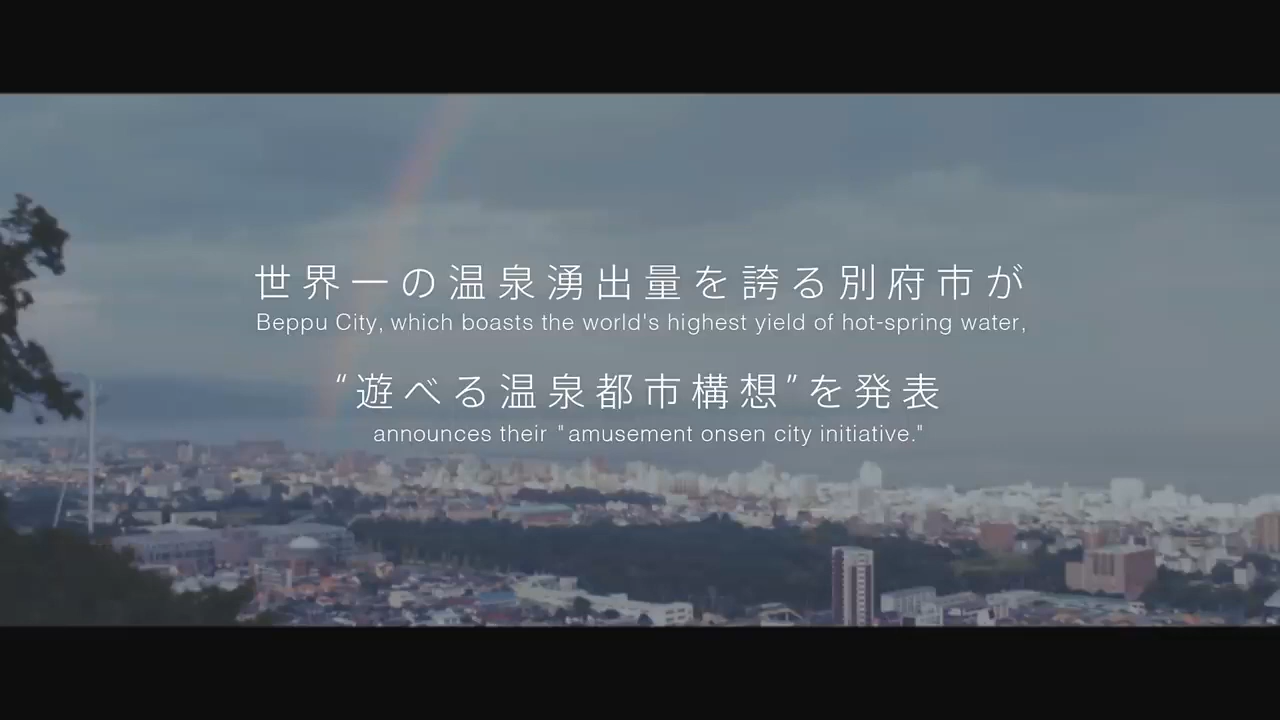 世界一の温泉湧出量を誇る別府市が
Beppu City, which boasts the world's highest yield of hot-spring water,
“遊べる温泉都市構想”を発表
announces their "amusement onsen city initiative."